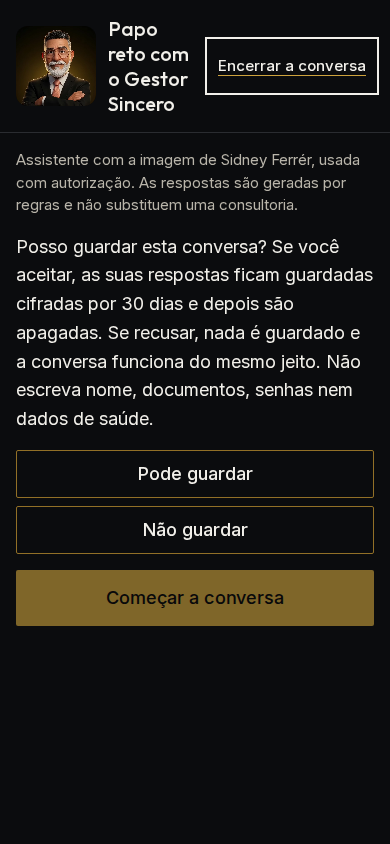 Papo
reto com
o Gestor
Sincero
Encerrar a conversa
Assistente com a imagem de Sidney Ferrér, usada
com autorização. As respostas são geradas por
regras e não substituem uma consultoria.
Posso guardar esta conversa? Se você
aceitar, as suas respostas ficam guardadas
cifradas por 30 dias e depois são
apagadas. Se recusar, nada é guardado e
a conversa funciona do mesmo jeito. Não
escreva nome, documentos, senhas nem
dados de saúde.
Pode guardar
Não guardar
Começar a conversa